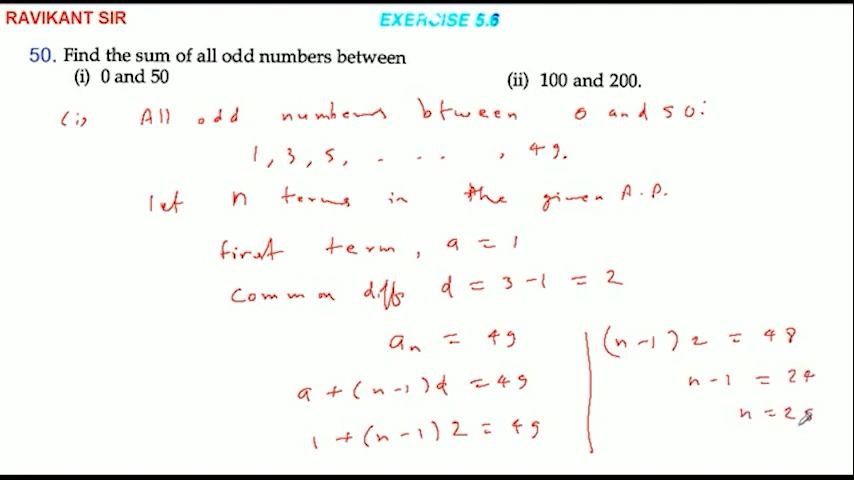 RAVIKANT SIR
EXERCISE 5.6
50. Find the sum of all odd numbers between
(i) 0 and 50 (ii) 100 and 200.
(i) All odd numbers between 0 and 50:
1, 3, 5, . . . . . , 49.
let n terms in the given A.P.
first term, a = 1
Common diff. d = 3 - 1 = 2
an = 49
a + (n-1)d = 49
1 + (n-1) 2 = 49
(n-1) 2 = 48
n-1 = 24
n = 25